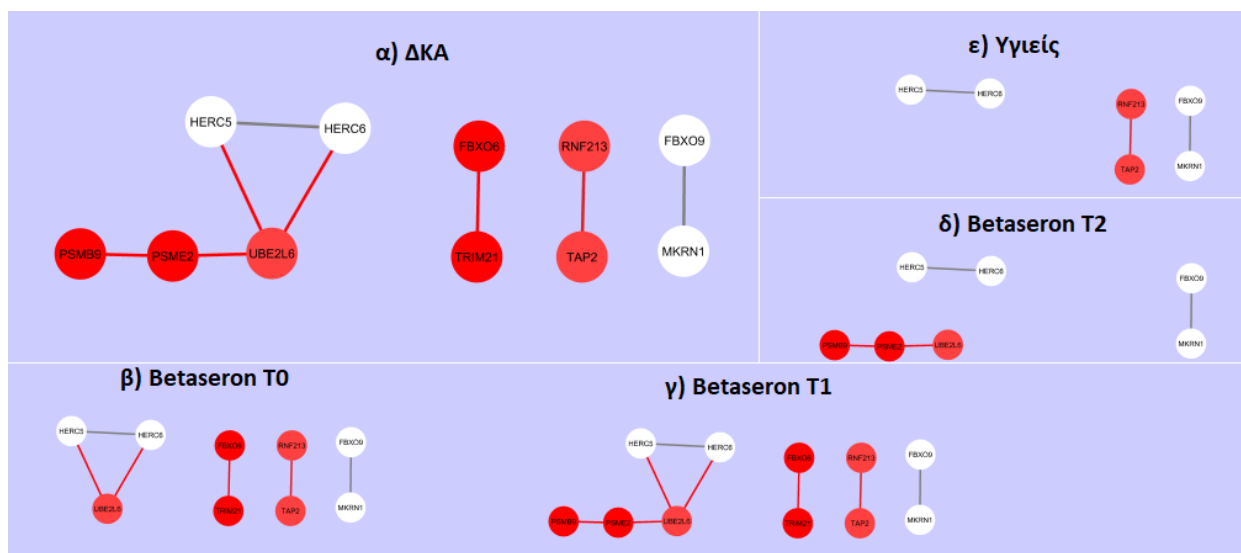 α) ΔΚΑ
HERC5
HERC6
PSMB9
PSME2
UBE2L6
FBXO6
TRIM21
RNF213
TAP2
FBXO9
MKRN1
ε) Υγιείς
HERC5
HERC6
RNF213
TAP2
FBXO9
MKRN1
δ) Betaseron T2
HERC5
HERC6
FBXO9
MKRN1
PSMB9
PSME2
UBE2L6
β) Betaseron T0
HERC5
HERC6
UBE2L6
FBXO6
TRIM21
RNF213
TAP2
FBXO9
MKRN1
γ) Betaseron T1
HERC5
HERC6
PSMB9
PSME2
UBE2L6
FBXO6
TRIM21
RNF213
TAP2
FBXO9
MKRN1